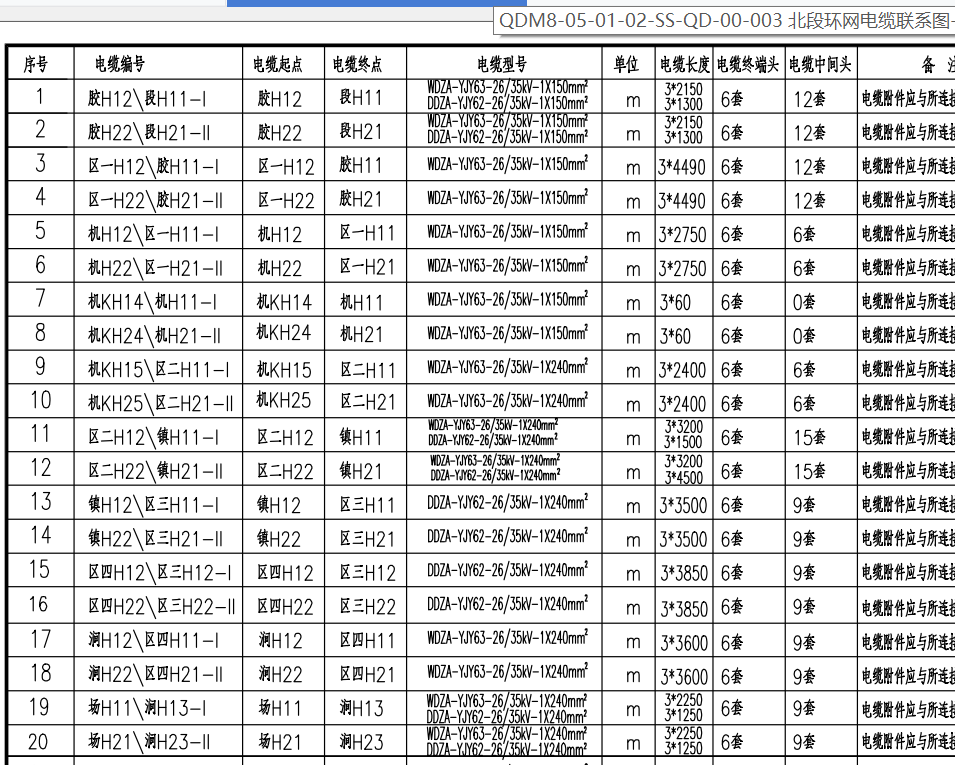 QDM8-05-01-02-SS-QD-00-003 北段环网电缆联系图-
序号 电缆编号 电缆起点 电缆终点 电缆型号 单位 电缆长度 电缆终端头 电缆中间头 备 注
1 胶H12\段H11-I 胶H12 段H11 WDZA-YJY63-26/35kV-1X150mm² DDZA-YJY62-26/35kV-1X150mm² m 3*2150 3*1300 6套 12套 电缆附件应与所连接
2 胶H22\段H21-II 胶H22 段H21 WDZA-YJY63-26/35kV-1X150mm² DDZA-YJY62-26/35kV-1X150mm² m 3*2150 3*1300 6套 12套 电缆附件应与所连接
3 区一H12\胶H11-I 区一H12 胶H11 WDZA-YJY63-26/35kV-1X150mm² m 3*4490 6套 12套 电缆附件应与所连接
4 区一H22\胶H21-II 区一H22 胶H21 WDZA-YJY63-26/35kV-1X150mm² m 3*4490 6套 12套 电缆附件应与所连接
5 机H12\区一H11-I 机H12 区一H11 WDZA-YJY63-26/35kV-1X150mm² m 3*2750 6套 6套 电缆附件应与所连接
6 机H22\区一H21-II 机H22 区一H21 WDZA-YJY63-26/35kV-1X150mm² m 3*2750 6套 6套 电缆附件应与所连接
7 机KH14\机H11-I 机KH14 机H11 WDZA-YJY63-26/35kV-1X150mm² m 3*60 6套 0套 电缆附件应与所连接
8 机KH24\机H21-II 机KH24 机H21 WDZA-YJY63-26/35kV-1X150mm² m 3*60 6套 0套 电缆附件应与所连接
9 机KH15\区二H11-I 机KH15 区二H11 WDZA-YJY63-26/35kV-1X240mm² m 3*2400 6套 6套 电缆附件应与所连接
10 机KH25\区二H21-II 机KH25 区二H21 WDZA-YJY63-26/35kV-1X240mm² m 3*2400 6套 6套 电缆附件应与所连接
11 区二H12\镇H11-I 区二H12 镇H11 WDZA-YJY63-26/35kV-1X240mm² DDZA-YJY62-26/35kV-1X240mm² m 3*3200 3*1500 6套 15套 电缆附件应与所连接
12 区二H22\镇H21-II 区二H22 镇H21 WDZA-YJY63-26/35kV-1X240mm² DDZA-YJY62-26/35kV-1X240mm² m 3*3200 3*4500 6套 15套 电缆附件应与所连接
13 镇H12\区三H11-I 镇H12 区三H11 DDZA-YJY62-26/35kV-1X240mm² m 3*3500 6套 9套 电缆附件应与所连接
14 镇H22\区三H21-II 镇H22 区三H21 DDZA-YJY62-26/35kV-1X240mm² m 3*3500 6套 9套 电缆附件应与所连接
15 区四H12\区三H12-I 区四H12 区三H12 DDZA-YJY62-26/35kV-1X240mm² m 3*3850 6套 9套 电缆附件应与所连接
16 区四H22\区三H22-II 区四H22 区三H22 DDZA-YJY62-26/35kV-1X240mm² m 3*3850 6套 9套 电缆附件应与所连接
17 涧H12\区四H11-I 涧H12 区四H11 WDZA-YJY63-26/35kV-1X240mm² m 3*3600 6套 9套 电缆附件应与所连接
18 涧H22\区四H21-II 涧H22 区四H21 WDZA-YJY63-26/35kV-1X240mm² m 3*3600 6套 9套 电缆附件应与所连接
19 场H11\涧H13-I 场H11 涧H13 WDZA-YJY63-26/35kV-1X240mm² DDZA-YJY62-26/35kV-1X240mm² m 3*2250 3*1250 6套 9套 电缆附件应与所连接
20 场H21\涧H23-II 场H21 涧H23 WDZA-YJY63-26/35kV-1X240mm² DDZA-YJY62-26/35kV-1X240mm² m 3*2250 3*1250 6套 9套 电缆附件应与所连接